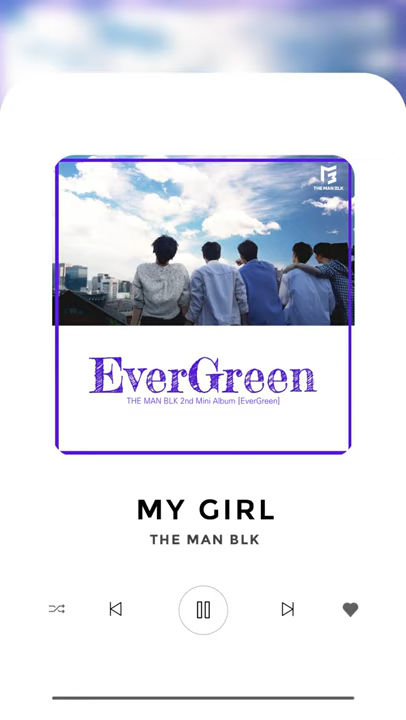 THE MAN BLK
EverGreen
THE MAN BLK 2nd Mini Album [EverGreen]
MY GIRL
THE MAN BLK